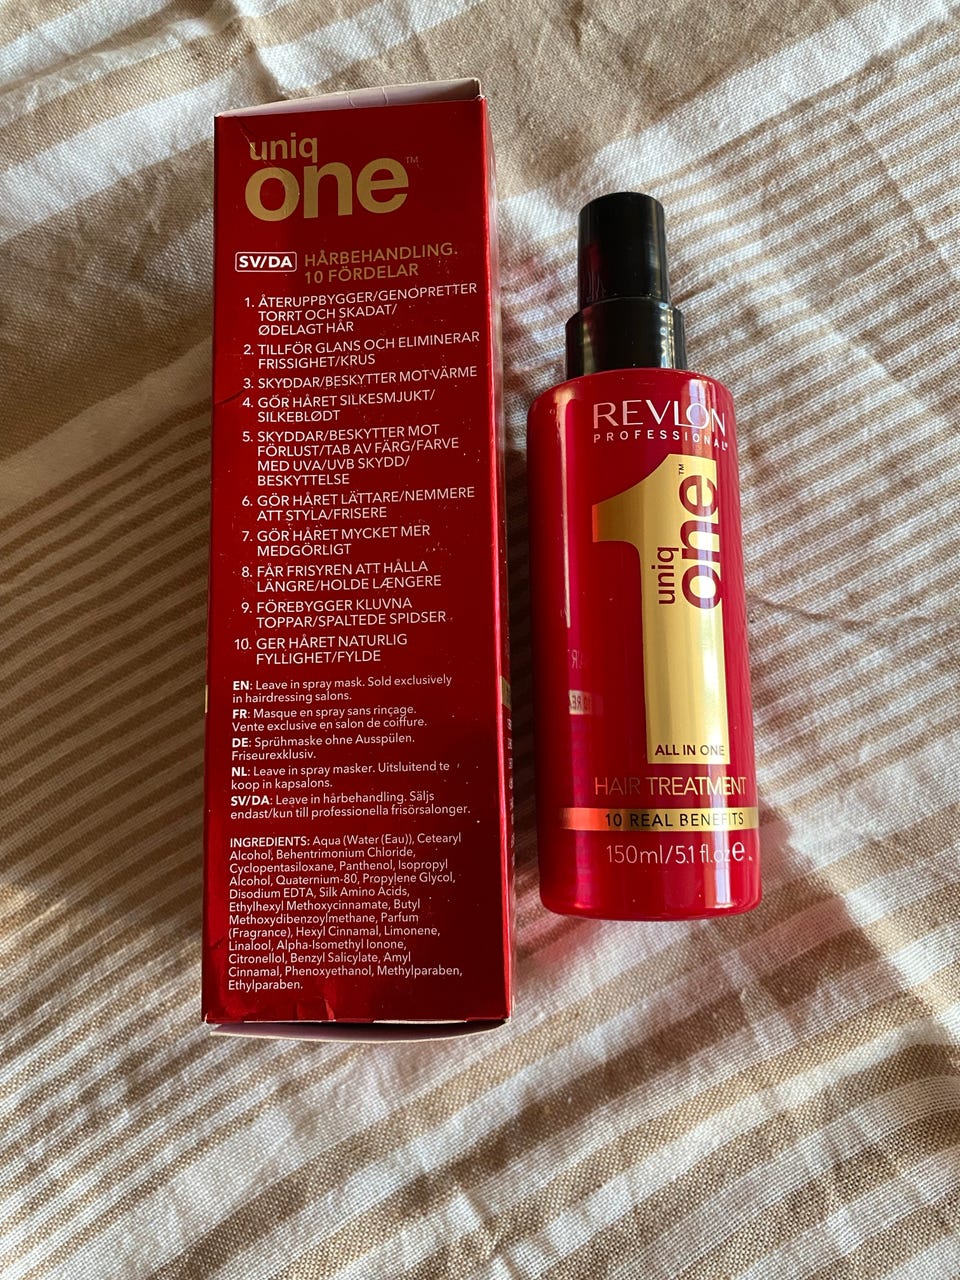 uniq
one™
SV/DA HÅRBEHANDLING.
10 FÖRDELAR
1. ÅTERUPPBYGGER/GENOPRETTER
TORRT OCH SKADAT/
ØDELAGT HÅR
2. TILLFÖR GLANS OCH ELIMINERAR
FRISSIGHET/KRUS
3. SKYDDAR/BESKYTTER MOT VÄRME
4. GÖR HÅRET SILKESMJUKT/
SILKEBLØDT
5. SKYDDAR/BESKYTTER MOT
FÖRLUST/TAB AV FÄRG/FARVE
MED UVA/UVB SKYDD/
BESKYTTELSE
6. GÖR HÅRET LÄTTARE/NEMMERE
ATT STYLA/FRISERE
7. GÖR HÅRET MYCKET MER
MEDGÖRLIGT
8. FÅR FRISYREN ATT HÅLLA
LÄNGRE/HOLDE LÆNGERE
9. FÖREBYGGER KLUVNA
TOPPAR/SPALTEDE SPIDSER
10. GER HÅRET NATURLIG
FYLLIGHET/FYLDE
EN: Leave in spray mask. Sold exclusively
in hairdressing salons.
FR: Masque en spray sans rinçage.
Vente exclusive en salon de coiffure.
DE: Sprühmaske ohne Ausspülen.
Friseurexklusiv.
NL: Leave in spray masker. Uitsluitend te
koop in kapsalons.
SV/DA: Leave in hårbehandling. Säljs
endast/kun till professionella frisörsalonger.
INGREDIENTS: Aqua (Water (Eau)), Cetearyl
Alcohol, Behentrimonium Chloride,
Cyclopentasiloxane, Panthenol, Isopropyl
Alcohol, Quaternium-80, Propylene Glycol,
Disodium EDTA, Silk Amino Acids,
Ethylhexyl Methoxycinnamate, Butyl
Methoxydibenzoylmethane, Parfum
(Fragrance), Hexyl Cinnamal, Limonene,
Linalool, Alpha-Isomethyl Ionone,
Citronellol, Benzyl Salicylate, Amyl
Cinnamal, Phenoxyethanol, Methylparaben,
Ethylparaben.
REVLON
PROFESSIONAL®
1
uniq
one™
ALL IN ONE
HAIR TREATMENT
10 REAL BENEFITS
150ml/5.1 fl.oz℮